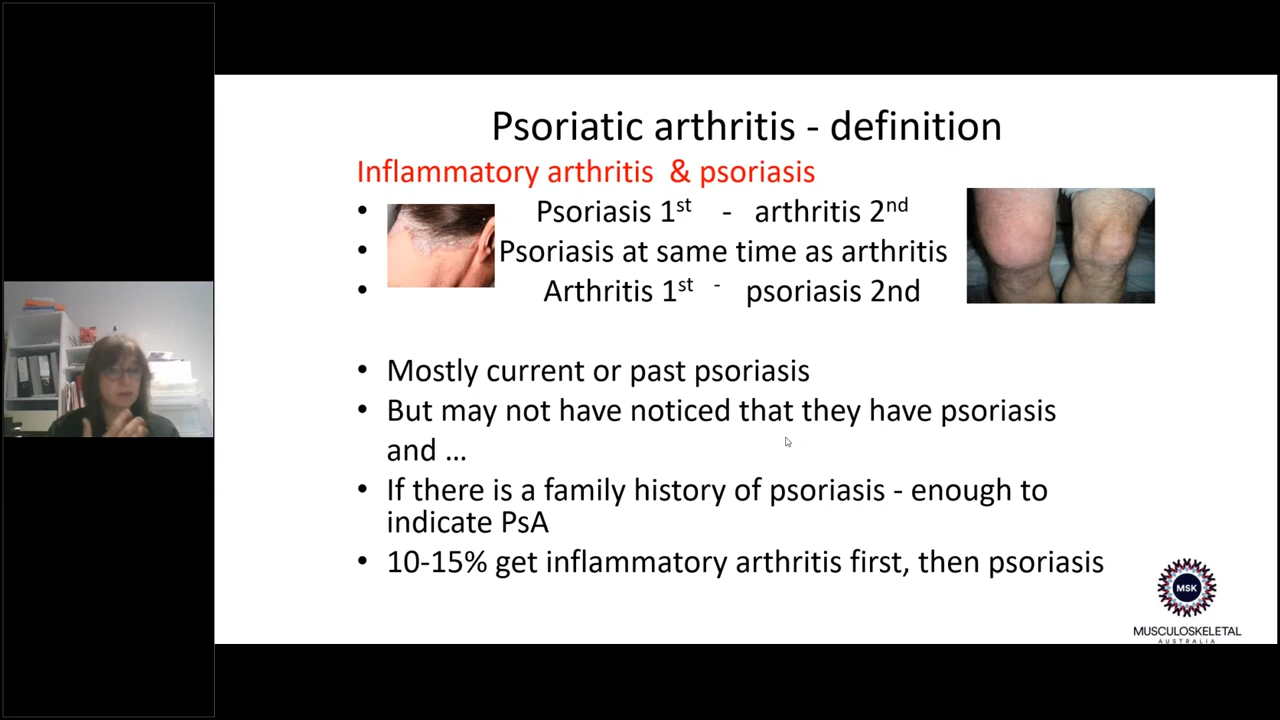 Psoriatic arthritis - definition
Inflammatory arthritis & psoriasis
• Psoriasis 1st - arthritis 2nd
• Psoriasis at same time as arthritis
• Arthritis 1st - psoriasis 2nd
• Mostly current or past psoriasis
• But may not have noticed that they have psoriasis
and ...
• If there is a family history of psoriasis - enough to
indicate PsA
• 10-15% get inflammatory arthritis first, then psoriasis
MSK
MUSCULOSKELETAL
AUSTRALIA